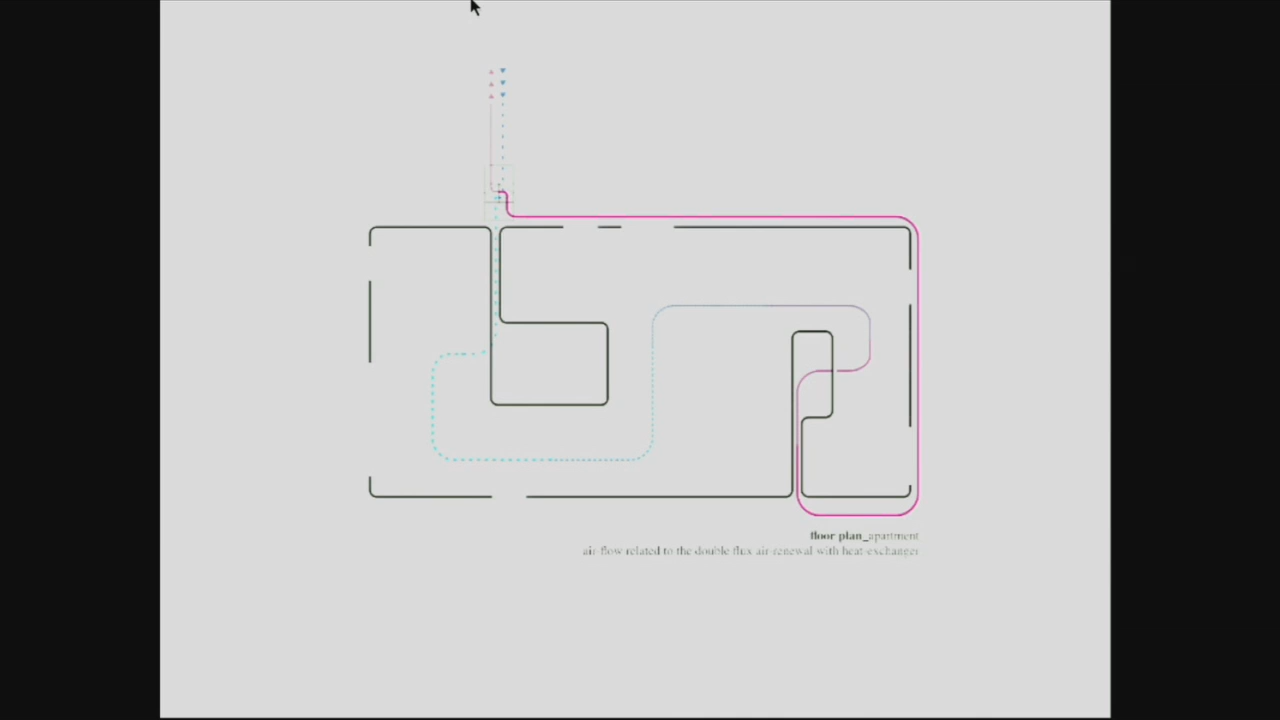 floor plan_apartment
air-flow related to the double flux air-renewal with heat-exchanger